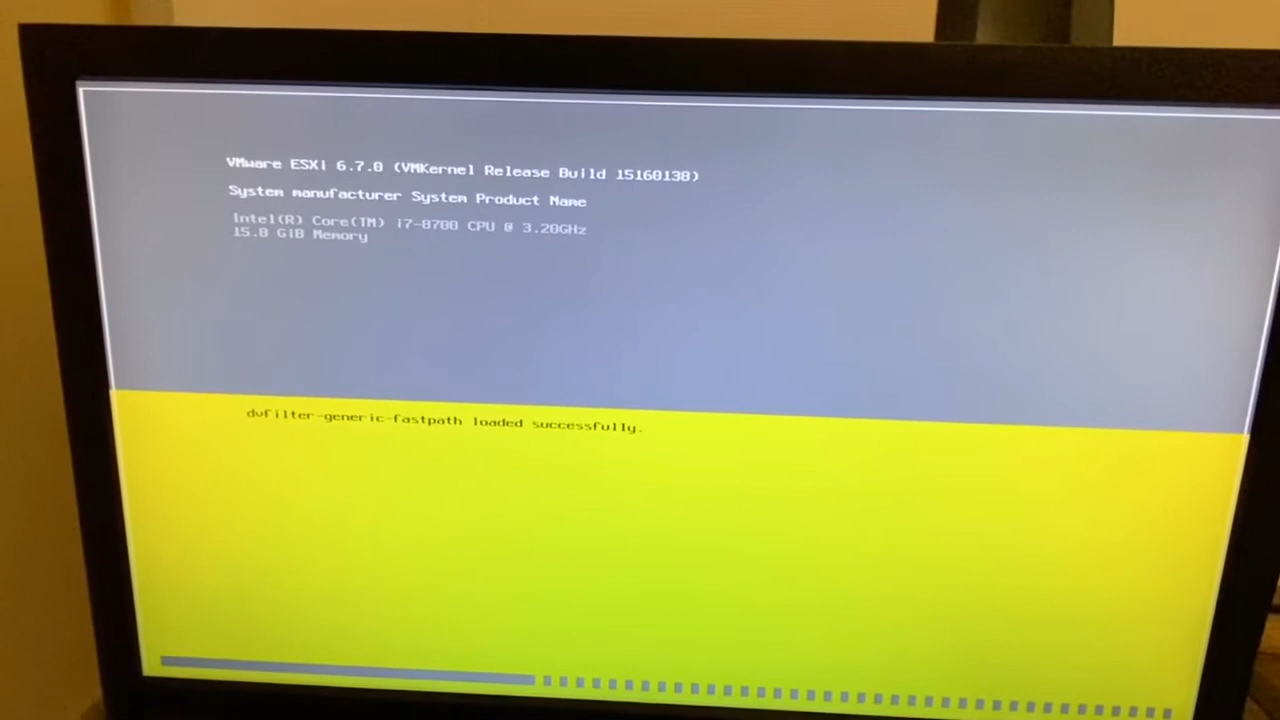 VMware ESXi 6.7.0 (VMKernel Release Build 15160138)
System manufacturer System Product Name
Intel(R) Core(TM) i7-8700 CPU @ 3.20GHz
15.8 GiB Memory
dvfilter-generic-fastpath loaded successfully.